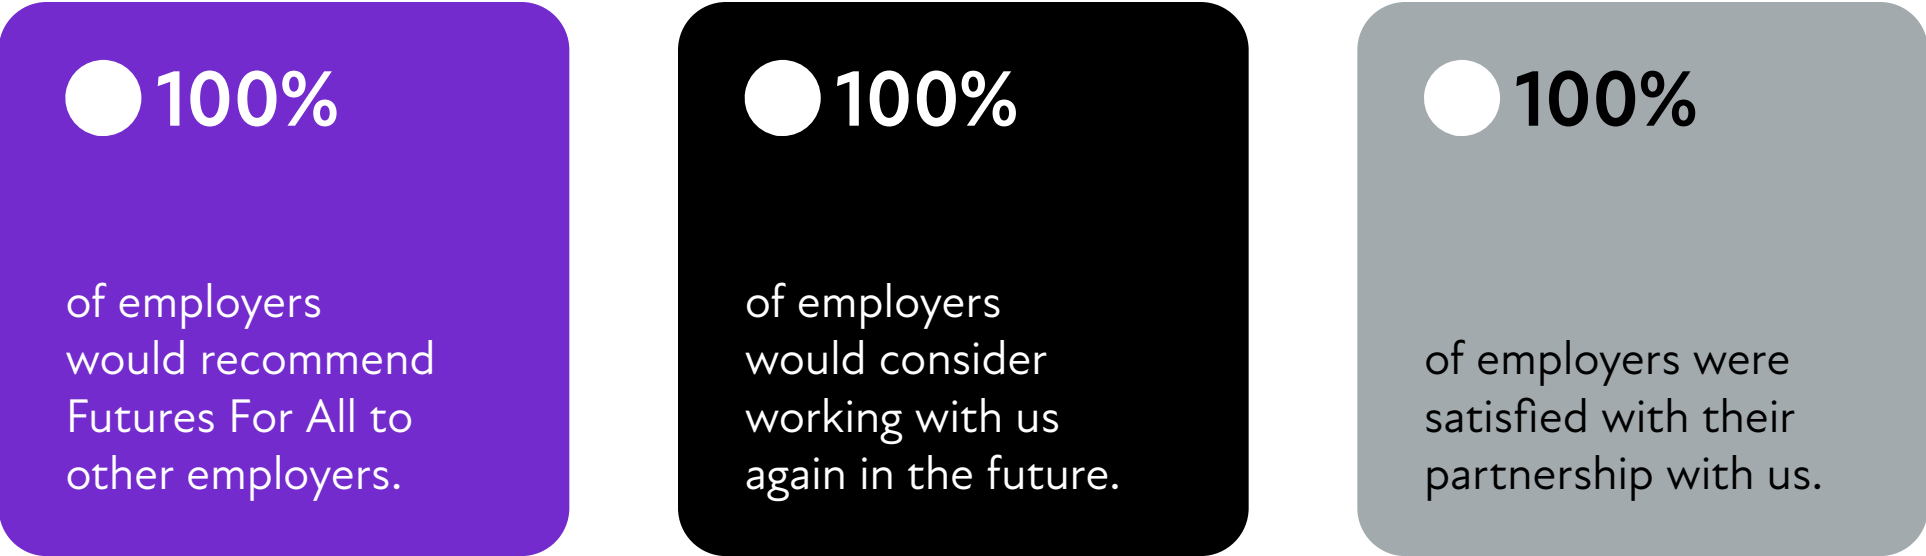 100%
of employers
would recommend
Futures For All to
other employers.
100%
of employers
would consider
working with us
again in the future.
100%
of employers were
satisfied with their
partnership with us.